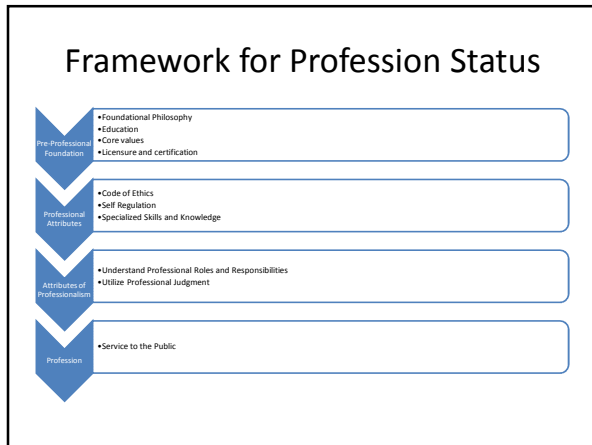 Framework for Profession Status
Pre-Professional
Foundation
•Foundational Philosophy
•Education
•Core values
•Licensure and certification
Professional
Attributes
•Code of Ethics
•Self Regulation
•Specialized Skills and Knowledge
Attributes of
Professionalism
•Understand Professional Roles and Responsibilities
•Utilize Professional Judgment
Profession
•Service to the Public